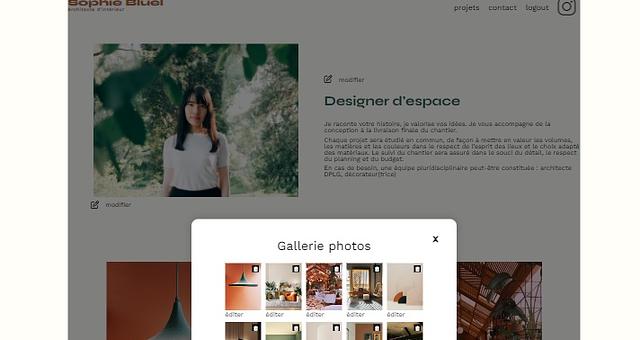 Sophie Bluel
Architecte d'intérieur
projets contact logout
modifier
Designer d'espace
Je raconte votre histoire, je valorise vos idées. Je vous accompagne de la
conception à la livraison finale du chantier.
Chaque projet sera étudié en commun, de façon à mettre en valeur les volumes,
les matières et les couleurs dans le respect de l'esprit des lieux et le choix adapté
des matériaux. Le suivi du chantier sera assuré dans le souci du détail, le respect
du planning et du budget.
En cas de besoin, une équipe pluridisciplinaire peut-être constituée : architecte
DPLG, décorateur(trice)
modifier
x
Gallerie photos
éditer éditer éditer éditer éditer